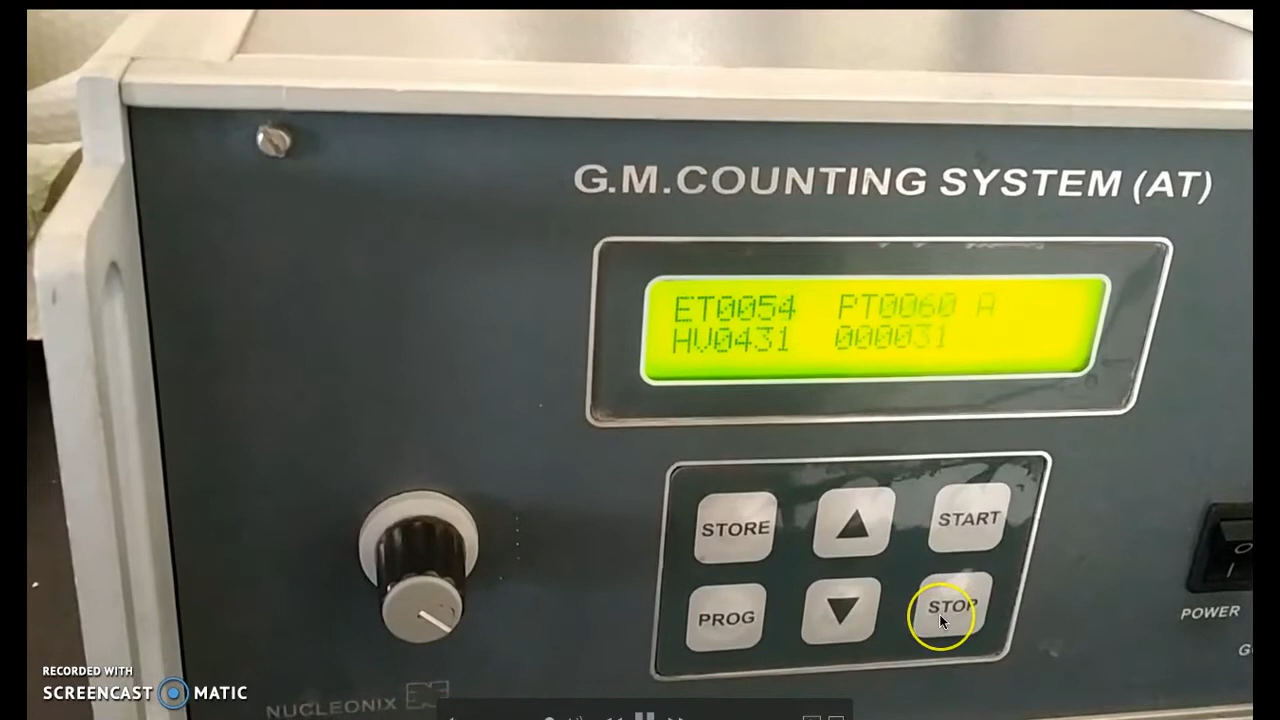 G.M.COUNTING SYSTEM (AT)
ET0054 PT0060 A
HV0431 000031
STORE
START
PROG
STOP
POWER
G
NUCLEONIX
RECORDED WITH
SCREENCAST MATIC